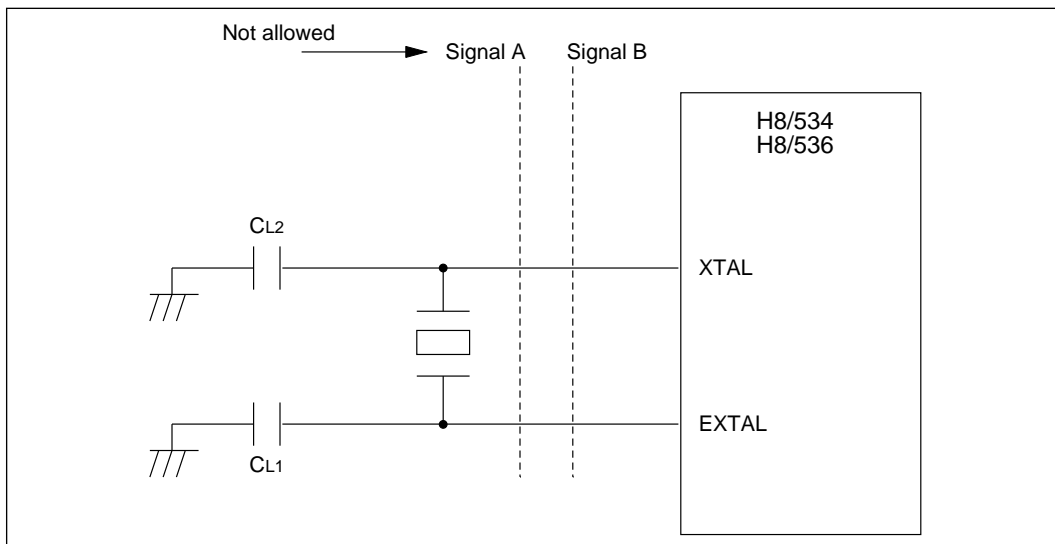 Not allowed
Signal A
Signal B
H8/534
H8/536
CL2
XTAL
EXTAL
CL1